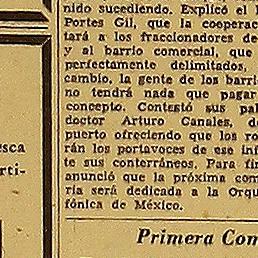 nido sucediendo. Explicó el
Portes Gil, que la cooperac
tará a los fraccionadores de
y al barrio comercial, que
perfectamente delimitados,
cambio, la gente de los barri
no tendrá nada que pagar
concepto. Contestó sus pal
doctor Arturo Canales, de
puerto ofreciendo que los ro
rán los portavoces de ese inf
te sus conterráneos. Para fin
anunció que la próxima com
ria será dedicada a la Orqu
fónica de México.
esca
rti-
Primera Com